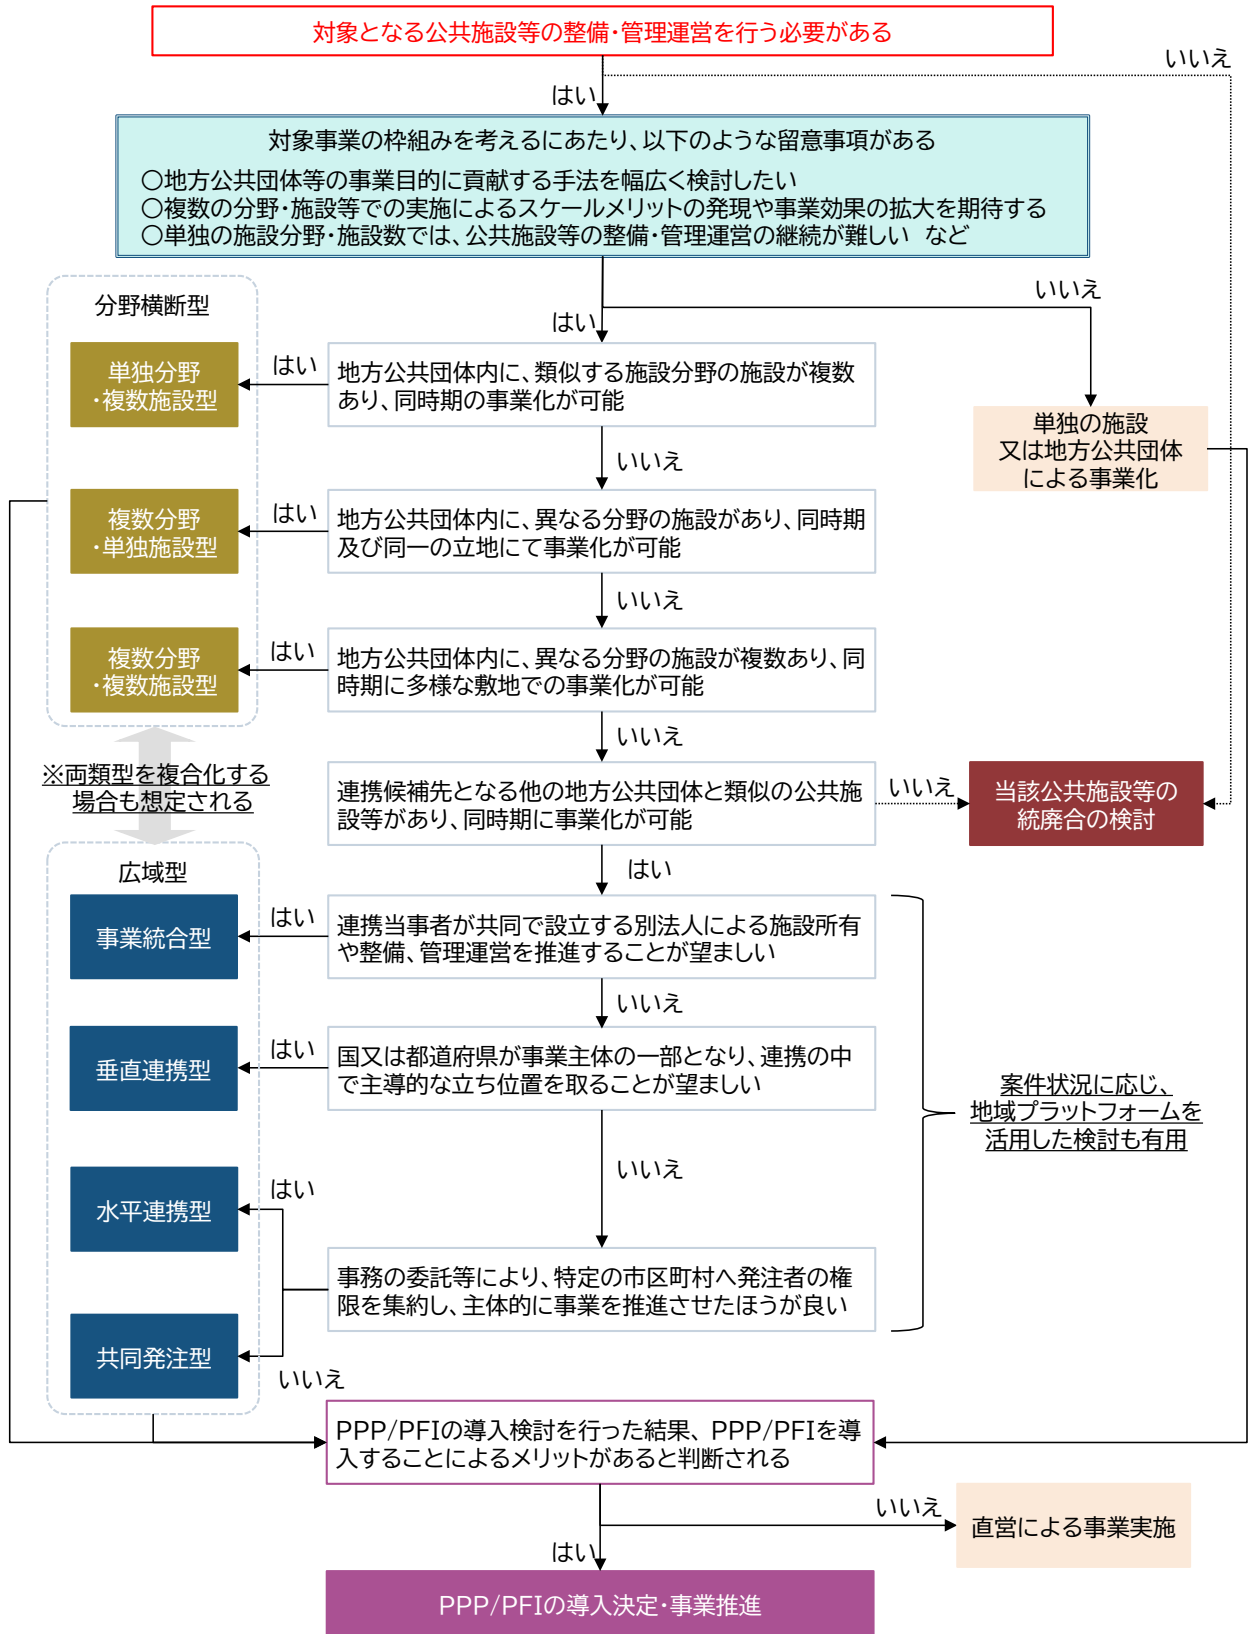 対象となる公共施設等の整備・管理運営を行う必要がある
いいえ
はい
対象事業の枠組みを考えるにあたり、以下のような留意事項がある
〇地方公共団体等の事業目的に貢献する手法を幅広く検討したい
〇複数の分野・施設等での実施によるスケールメリットの発現や事業効果の拡大を期待する
〇単独の施設分野・施設数では、公共施設等の整備・管理運営の継続が難しい など
いいえ
はい
分野横断型
単独分野
・複数施設型
はい
地方公共団体内に、類似する施設分野の施設が複数
あり、同時期の事業化が可能
単独の施設
又は地方公共団体
による事業化
いいえ
複数分野
・単独施設型
はい
地方公共団体内に、異なる分野の施設があり、同時期
及び同一の立地にて事業化が可能
いいえ
複数分野
・複数施設型
はい
地方公共団体内に、異なる分野の施設が複数あり、同
時期に多様な敷地での事業化が可能
いいえ
※両類型を複合化する
場合も想定される
連携候補先となる他の地方公共団体と類似の公共施
設等があり、同時期に事業化が可能
いいえ
当該公共施設等の
統廃合の検討
はい
広域型
事業統合型
はい
連携当事者が共同で設立する別法人による施設所有
や整備、管理運営を推進することが望ましい
いいえ
垂直連携型
はい
国又は都道府県が事業主体の一部となり、連携の中
で主導的な立ち位置を取ることが望ましい
案件状況に応じ、
地域プラットフォームを
活用した検討も有用
いいえ
水平連携型
はい
事務の委託等により、特定の市区町村へ発注者の権
限を集約し、主体的に事業を推進させたほうが良い
共同発注型
いいえ
PPP/PFIの導入検討を行った結果、PPP/PFIを導
入することによるメリットがあると判断される
いいえ
直営による事業実施
はい
PPP/PFIの導入決定・事業推進